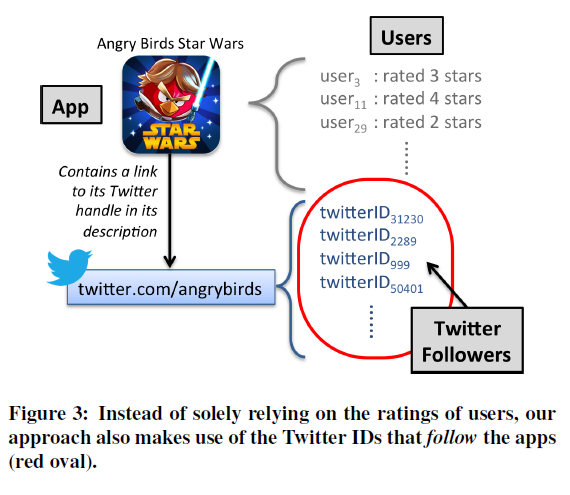 Angry Birds Star Wars
Users
App
STAR
WARS
user3 : rated 3 stars
user11 : rated 4 stars
user29 : rated 2 stars
Contains a link
to its Twitter
handle in its
description
twitter.com/angrybirds
twitterID31230
twitterID2289
twitterID999
twitterID50401
Twitter
Followers
Figure 3: Instead of solely relying on the ratings of users, our
approach also makes use of the Twitter IDs that follow the apps
(red oval).